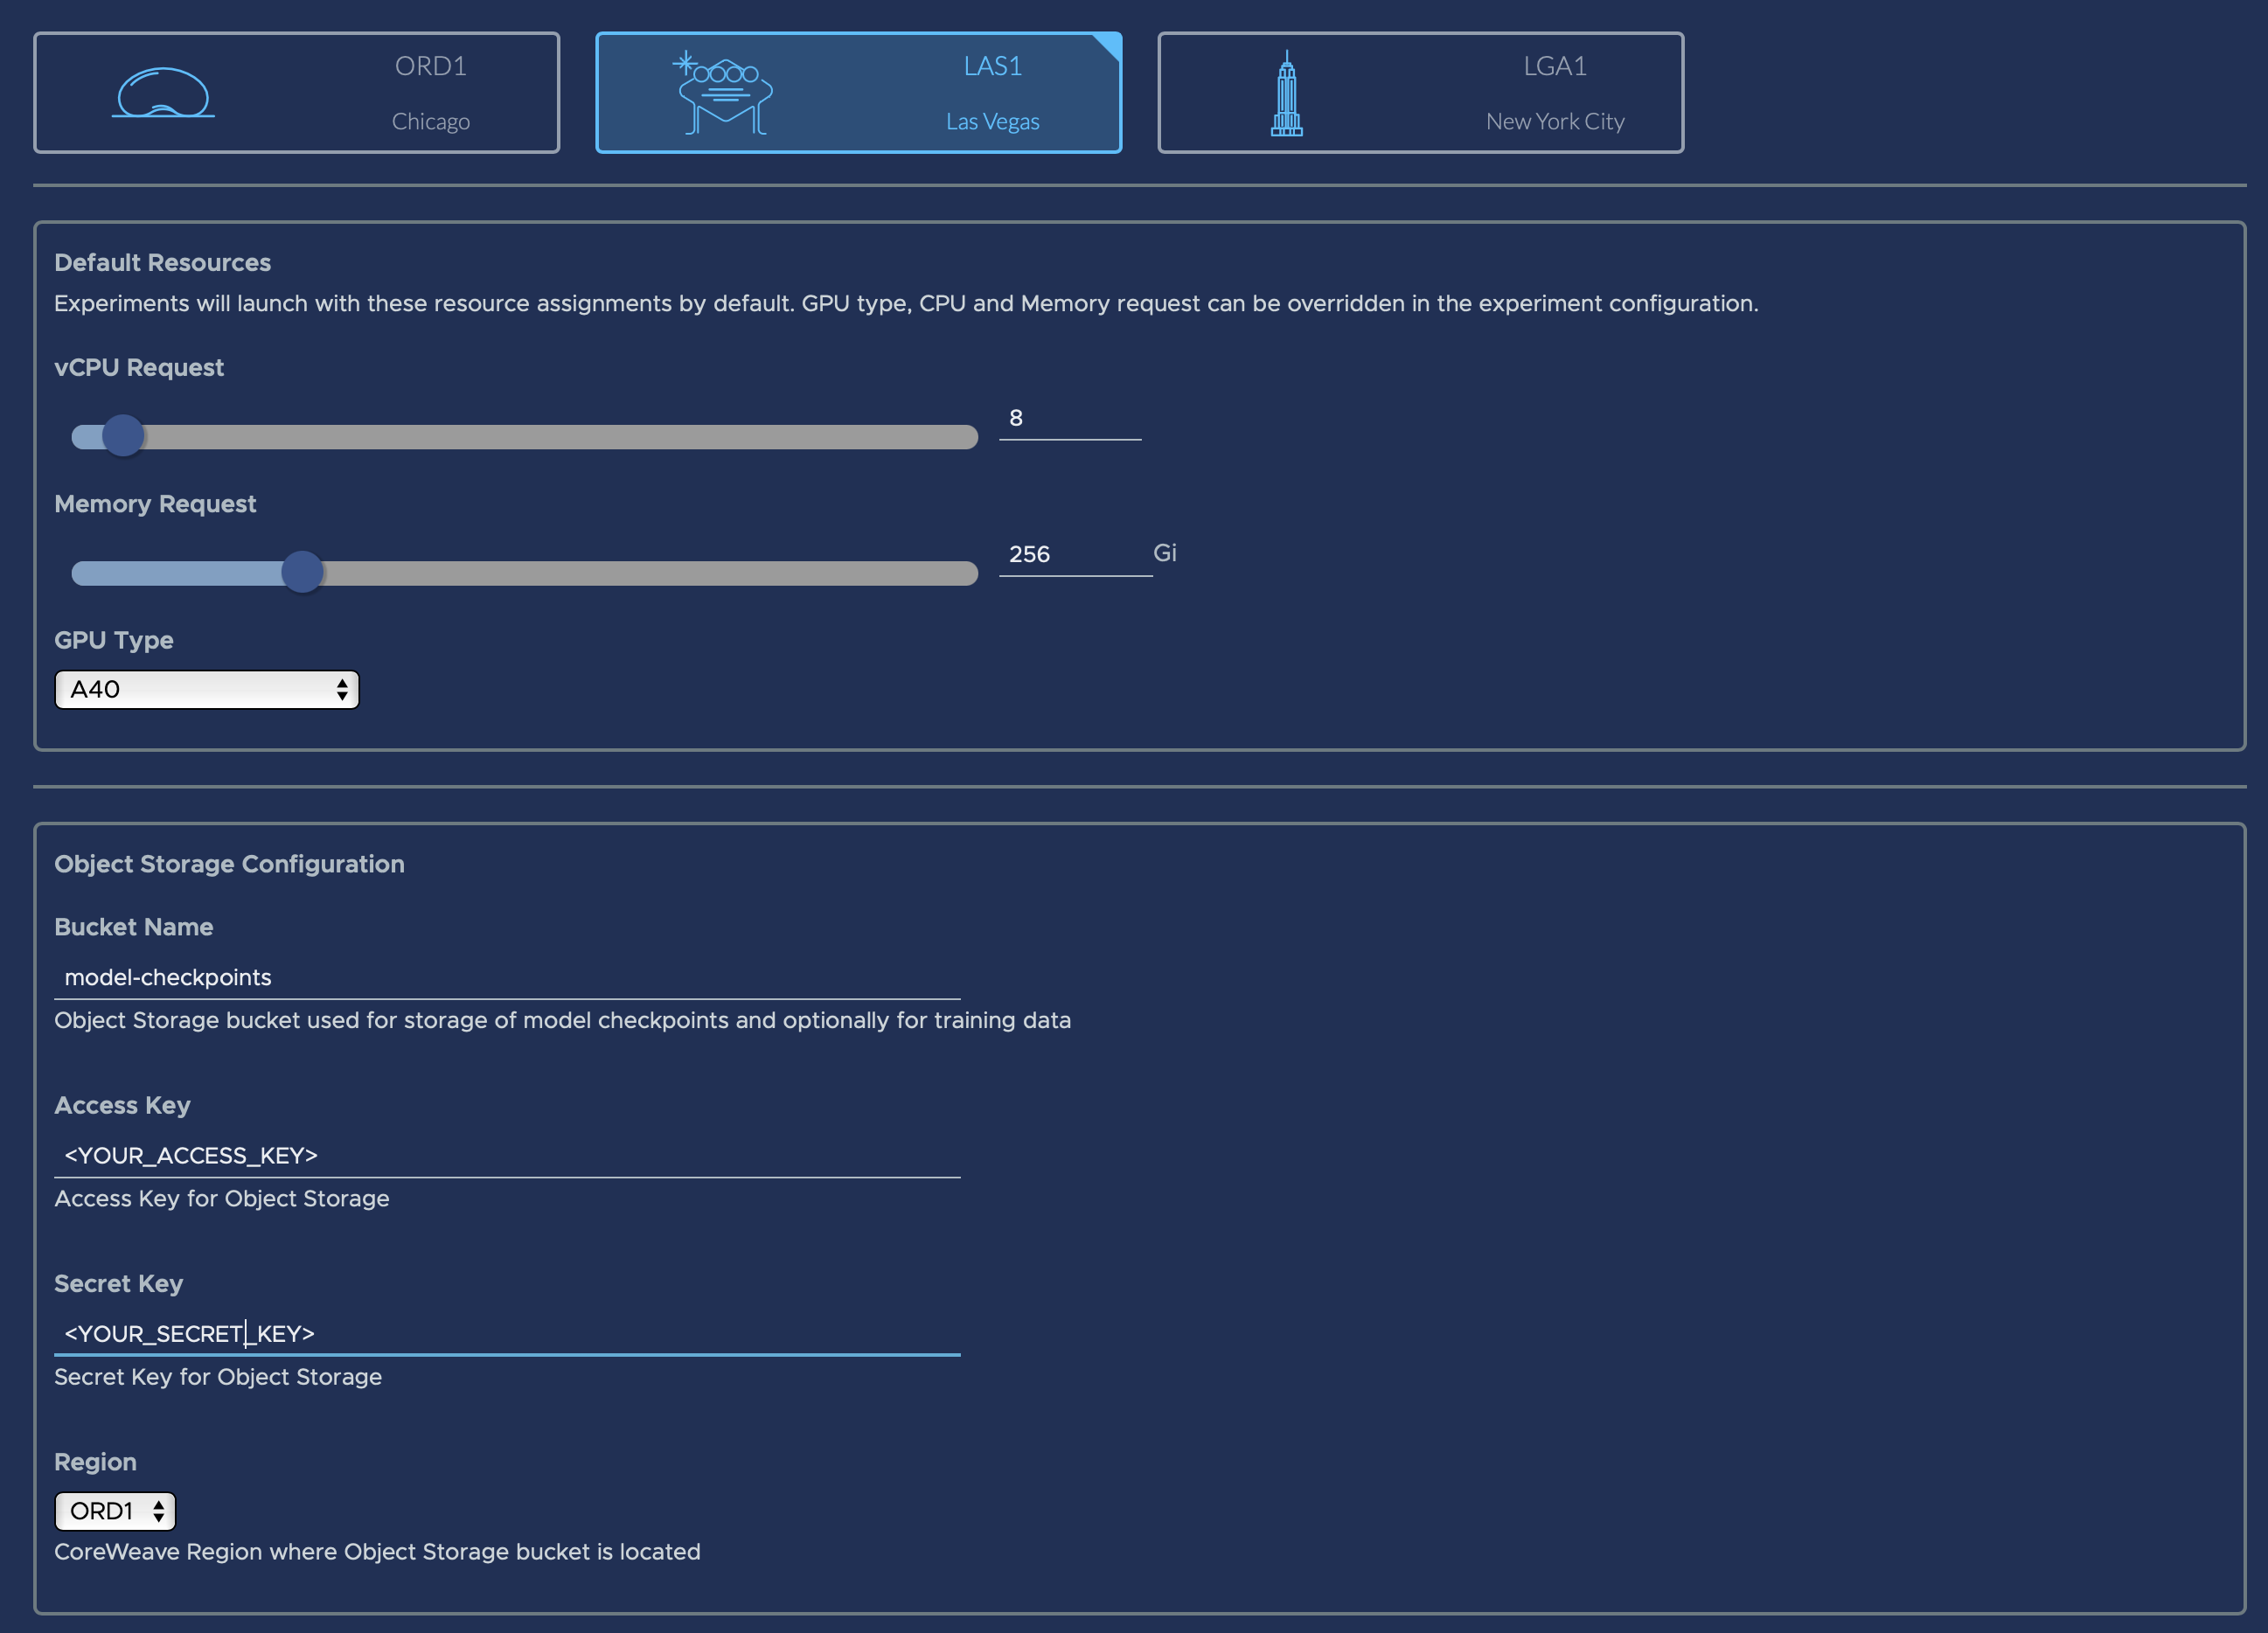 ORD1
Chicago
LAS1
Las Vegas
LGA1
New York City
Default Resources
Experiments will launch with these resource assignments by default. GPU type, CPU and Memory request can be overridden in the experiment configuration.
vCPU Request
8
Memory Request
256 Gi
GPU Type
A40
Object Storage Configuration
Bucket Name
model-checkpoints
Object Storage bucket used for storage of model checkpoints and optionally for training data
Access Key
<YOUR_ACCESS_KEY>
Access Key for Object Storage
Secret Key
<YOUR_SECRET_KEY>
Secret Key for Object Storage
Region
ORD1
CoreWeave Region where Object Storage bucket is located